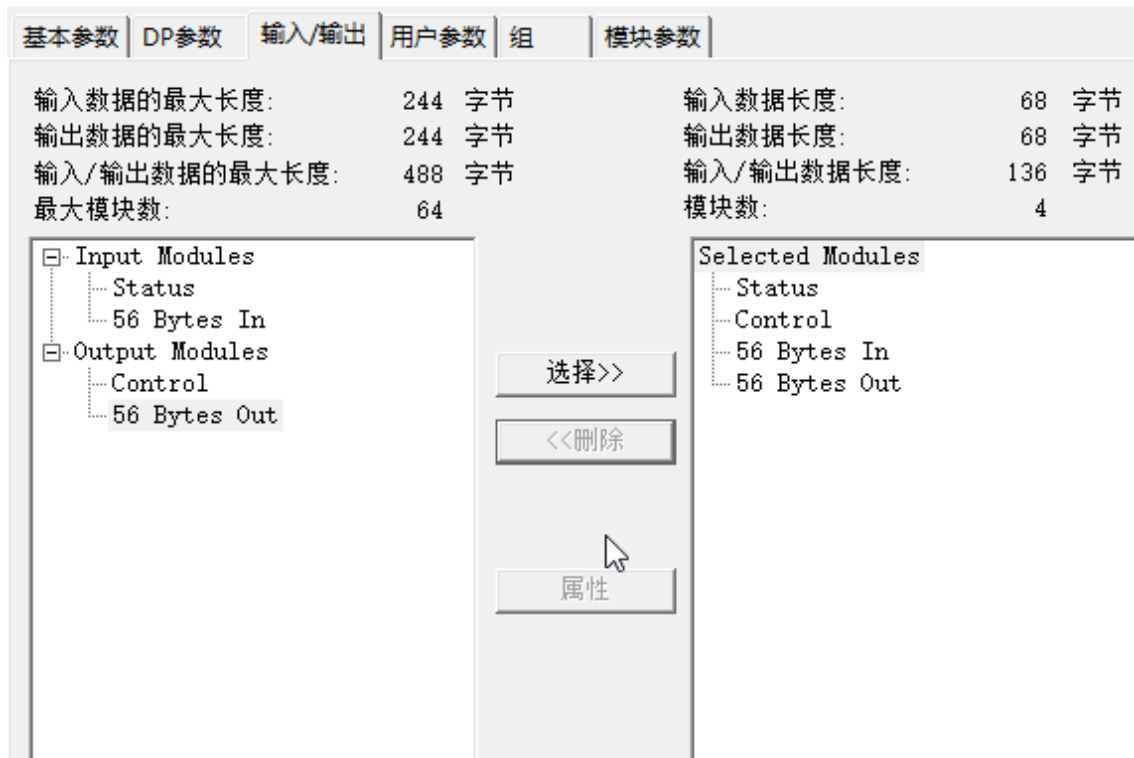 基本参数 DP参数 输入/输出 用户参数 组 模块参数
输入数据的最大长度: 244 字节
输出数据的最大长度: 244 字节
输入/输出数据的最大长度: 488 字节
最大模块数: 64
输入数据长度: 68 字节
输出数据长度: 68 字节
输入/输出数据长度: 136 字节
模块数: 4
Input Modules
Status
56 Bytes In
Output Modules
Control
56 Bytes Out
选择>>
<<删除
属性
Selected Modules
Status
Control
56 Bytes In
56 Bytes Out